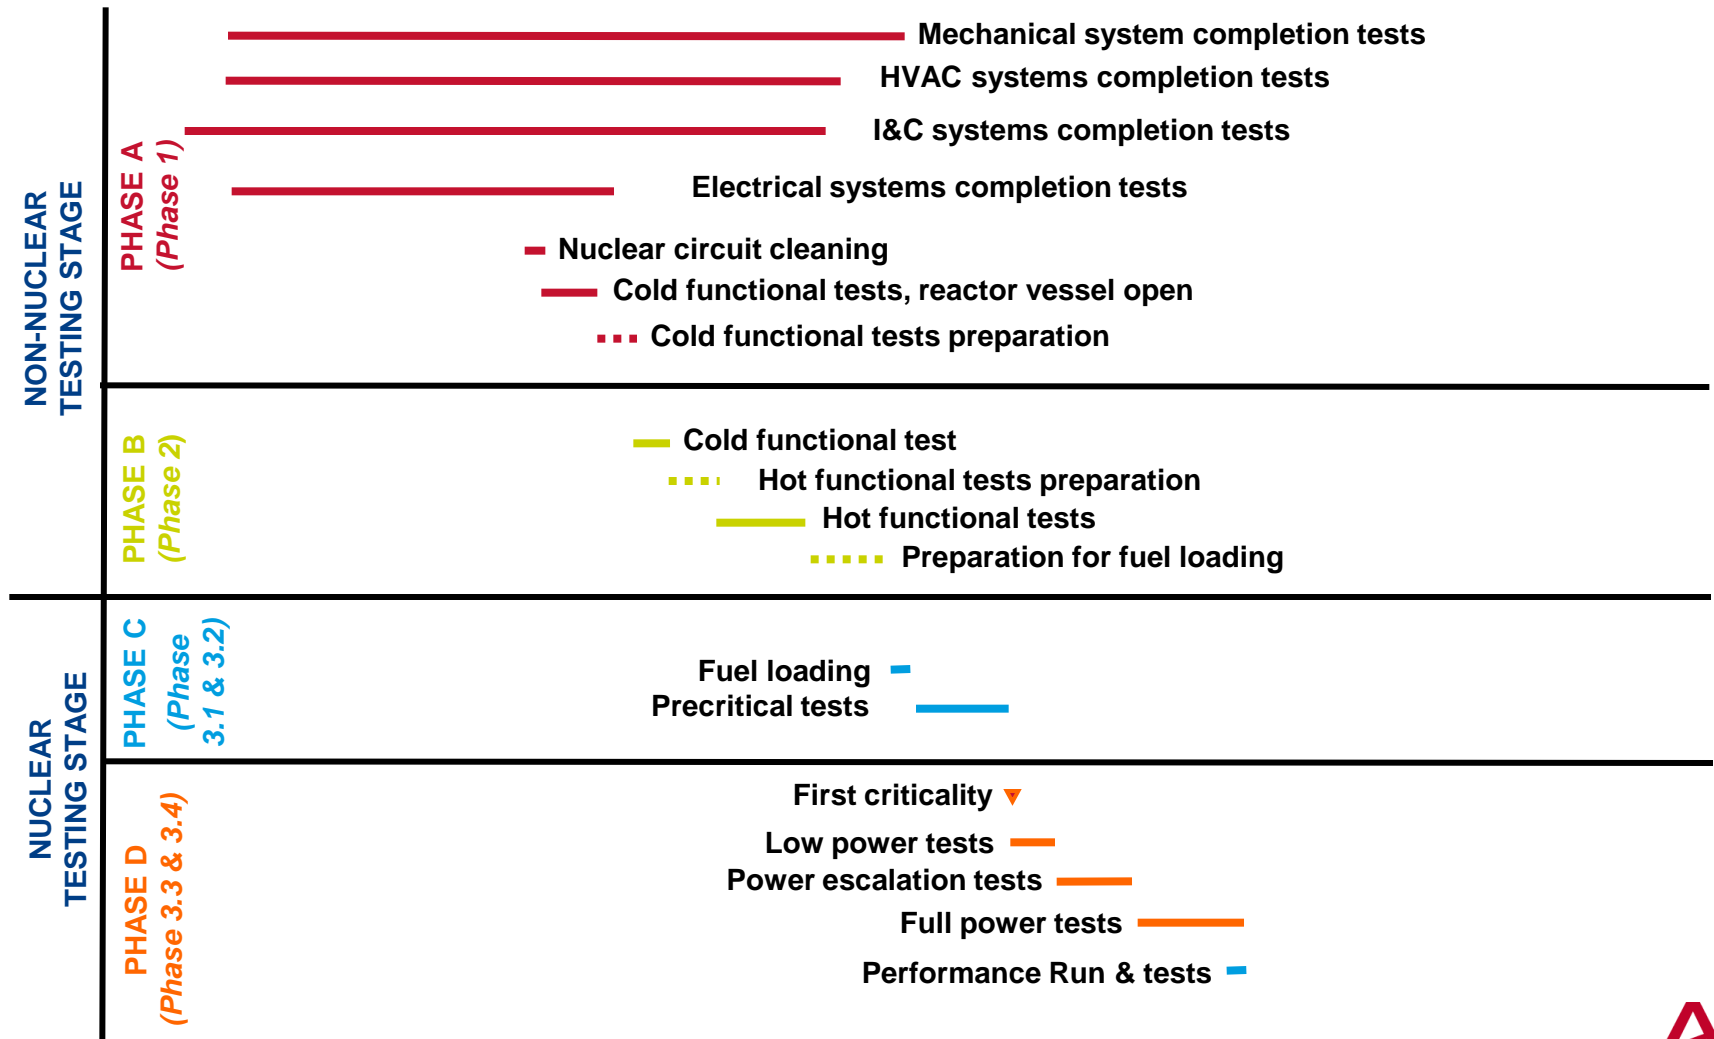 NON-NUCLEAR
TESTING STAGE
PHASE A
(Phase 1)
Mechanical system completion tests
HVAC systems completion tests
I&C systems completion tests
Electrical systems completion tests
Nuclear circuit cleaning
Cold functional tests, reactor vessel open
Cold functional tests preparation
PHASE B
(Phase 2)
Cold functional test
Hot functional tests preparation
Hot functional tests
Preparation for fuel loading
NUCLEAR
TESTING STAGE
PHASE C
(Phase
3.1 & 3.2)
Fuel loading
Precritical tests
PHASE D
(Phase 3.3 & 3.4)
First criticality
Low power tests
Power escalation tests
Full power tests
Performance Run & tests